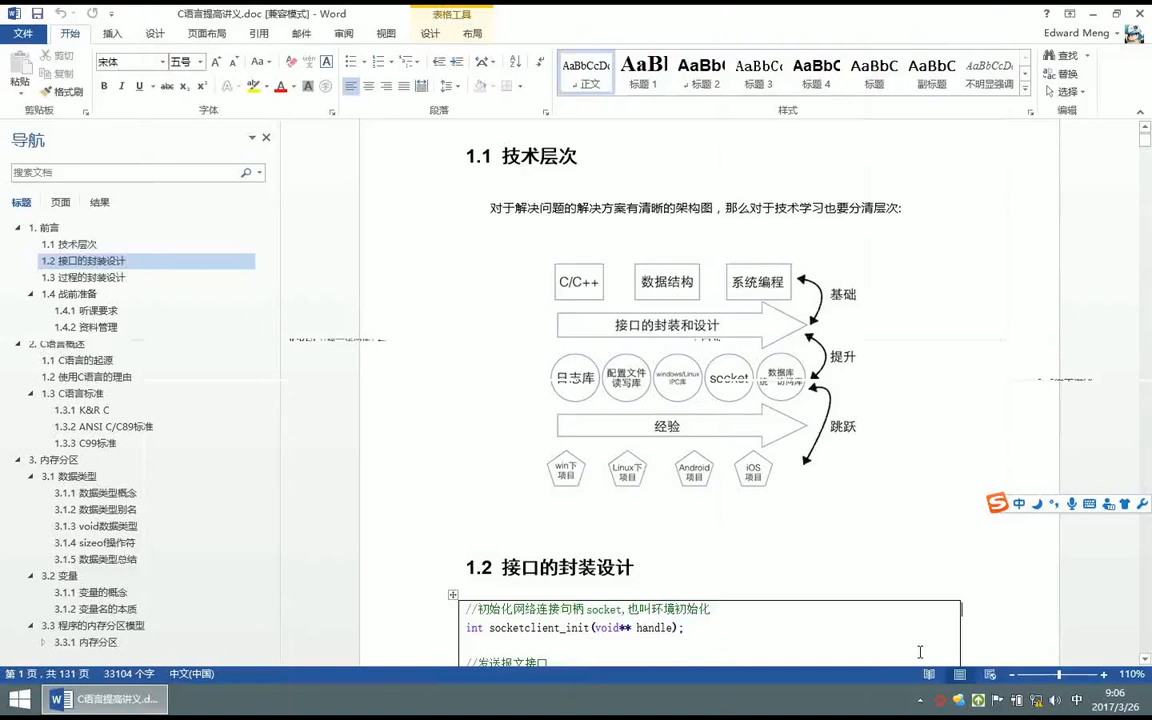 C语言提高讲义.doc [兼容模式] - Word
表格工具
文件 开始 插入 设计 页面布局 引用 邮件 审阅 视图 设计 布局
Edward Meng
粘贴
剪切
复制
格式刷
剪贴板
宋体 五号
字体
段落
AaBbCcDc 正文
AaBl 标题 1
AaBb( 标题 2
AaBbCc 标题 3
AaBbC 标题 4
AaBbC 标题
AaBbC 副标题
AaBbCcDc 不明显强调
样式
查找
替换
选择
编辑
导航
搜索文档
标题 页面 结果
1. 前言
1.1 技术层次
1.2 接口的封装设计
1.3 过程的封装设计
1.4 战前准备
1.4.1 听课要求
1.4.2 资料管理
2. C语言概述
1.1 C语言的起源
1.2 使用C语言的理由
1.3 C语言标准
1.3.1 K&R C
1.3.2 ANSI C/C89标准
1.3.3 C99标准
3. 内存分区
3.1 数据类型
3.1.1 数据类型概念
3.1.2 数据类型别名
3.1.3 void数据类型
3.1.4 sizeof操作符
3.1.5 数据类型总结
3.2 变量
3.1.1 变量的概念
3.1.2 变量名的本质
3.3 程序的内存分区模型
3.3.1 内存分区
1.1 技术层次
对于解决问题的解决方案有清晰的架构图，那么对于技术学习也要分清层次:
C/C++ 数据结构 系统编程
基础
接口的封装和设计
提升
日志库
配置文件
读写库
windows/Linux
IPC库
socket
数据库
跳跃
经验
win下
项目
Linux下
项目
Android
项目
iOS
项目
1.2 接口的封装设计
//初始化网络连接句柄 socket,也叫环境初始化
int socketclient_init(void** handle);
//发送报文接口
中
第 1 页，共 131 页 33104 个字 中文(中国)
110%
C语言提高讲义.d...
中
9:06
2017/3/26